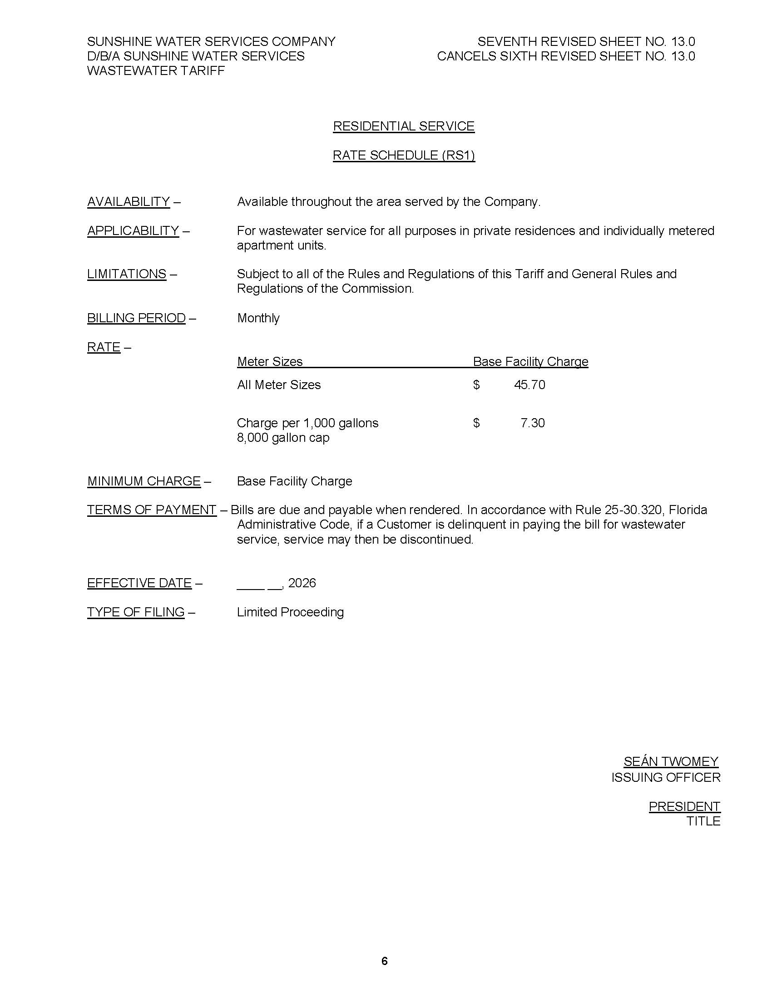 SUNSHINE WATER SERVICES COMPANY SEVENTH REVISED SHEET NO. 13.0
D/B/A SUNSHINE WATER SERVICES CANCELS SIXTH REVISED SHEET NO. 13.0
WASTEWATER TARIFF
RESIDENTIAL SERVICE
RATE SCHEDULE (RS1)
AVAILABILITY – Available throughout the area served by the Company.
APPLICABILITY – For wastewater service for all purposes in private residences and individually metered
apartment units.
LIMITATIONS – Subject to all of the Rules and Regulations of this Tariff and General Rules and
Regulations of the Commission.
BILLING PERIOD – Monthly
RATE –
Meter Sizes Base Facility Charge
All Meter Sizes $ 45.70
Charge per 1,000 gallons $ 7.30
8,000 gallon cap
MINIMUM CHARGE – Base Facility Charge
TERMS OF PAYMENT – Bills are due and payable when rendered. In accordance with Rule 25-30.320, Florida
Administrative Code, if a Customer is delinquent in paying the bill for wastewater
service, service may then be discontinued.
EFFECTIVE DATE – ____ __, 2026
TYPE OF FILING – Limited Proceeding
SEÁN TWOMEY
ISSUING OFFICER
PRESIDENT
TITLE
6